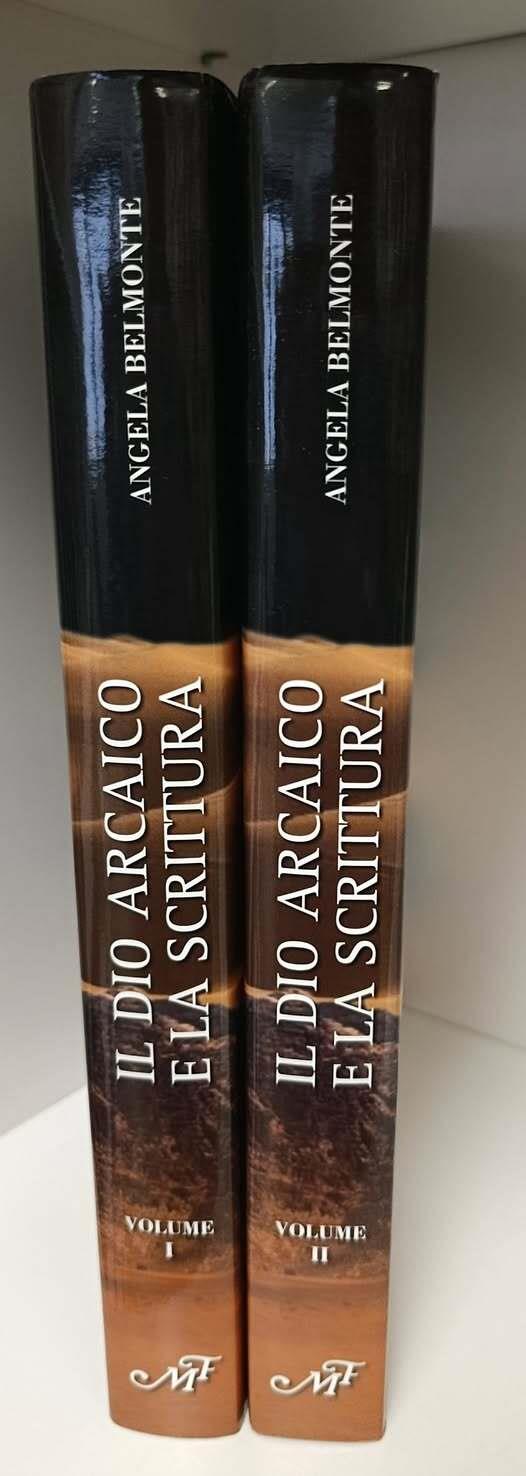 ANGELA BELMONTE
IL DIO ARCAICO
E LA SCRITTURA
VOLUME
I
MF
ANGELA BELMONTE
IL DIO ARCAICO
E LA SCRITTURA
VOLUME
II
MF